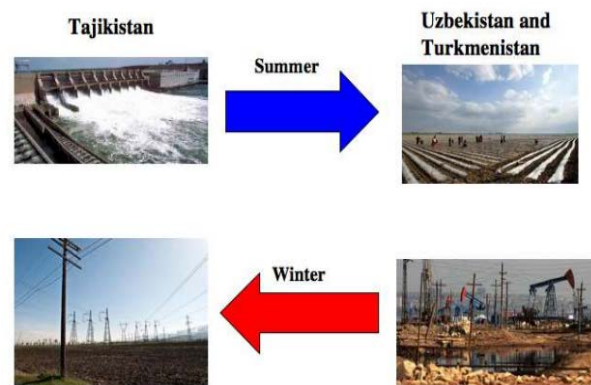 Tajikistan
Uzbekistan and
Turkmenistan
Summer
Winter